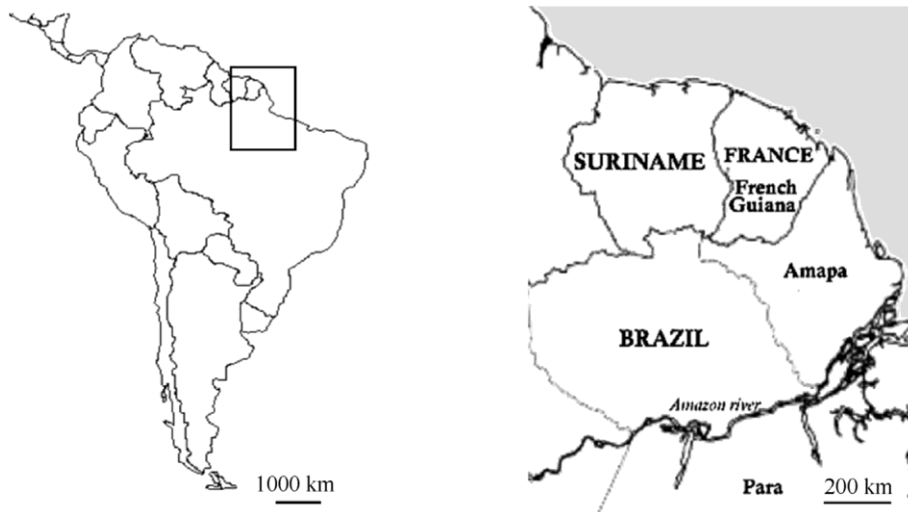 SURINAME
FRANCE
French
Guiana
Amapa
BRAZIL
Amazon river
1000 km
Para
200 km